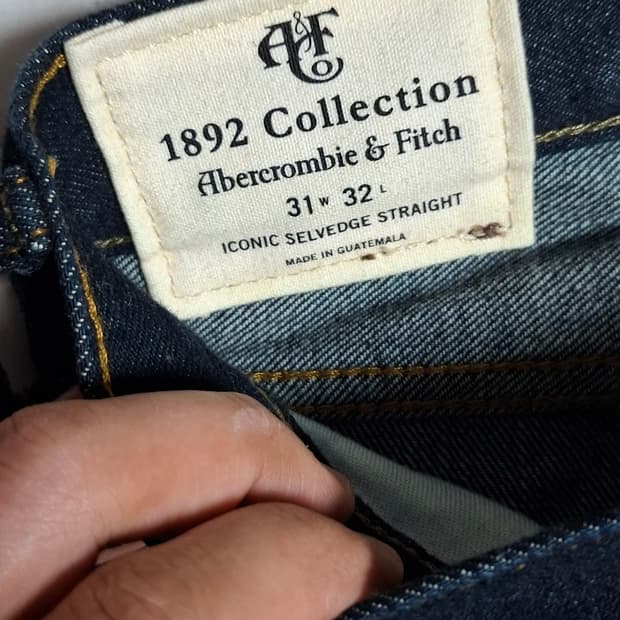 A&F Co
1892 Collection
Abercrombie & Fitch
31 W 32 L
ICONIC SELVEDGE STRAIGHT
MADE IN GUATEMALA